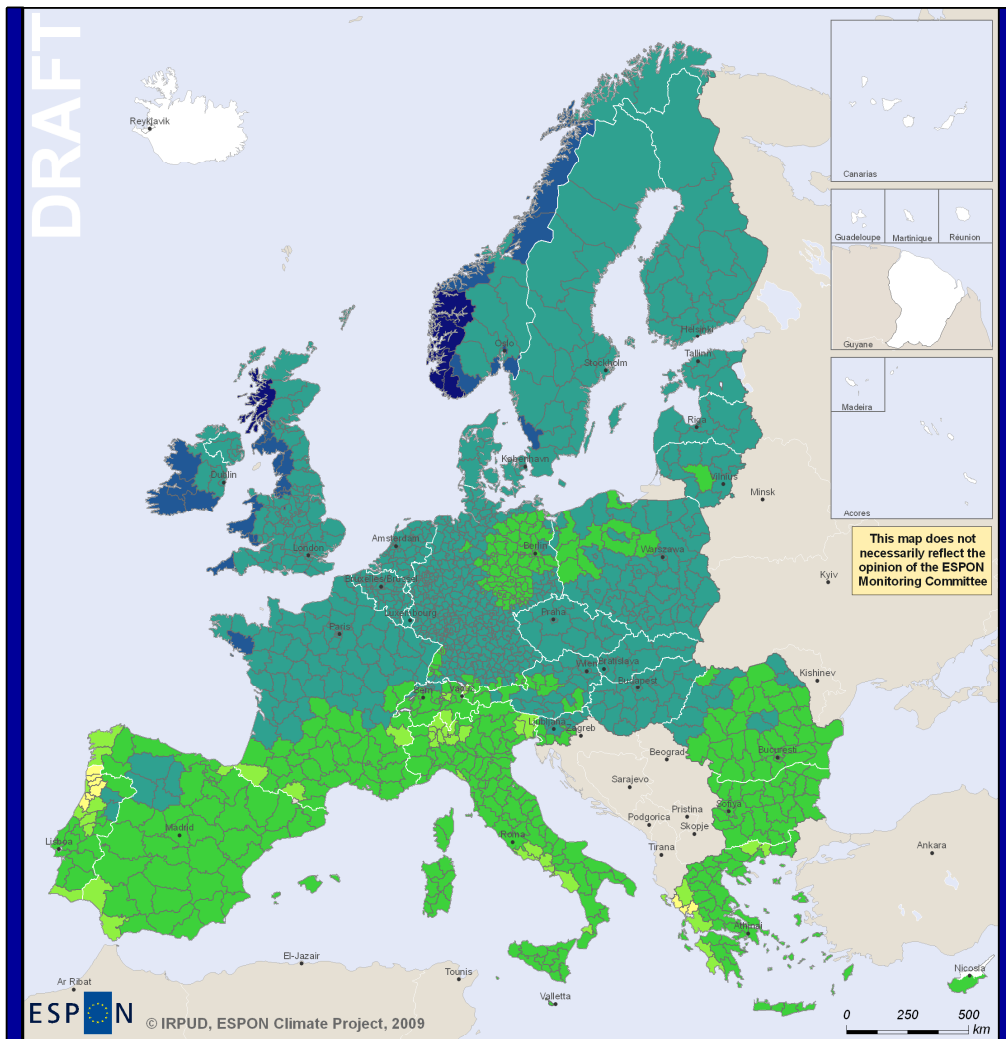 DRAFT
Reykjavik
Canarias
Guadeloupe
Martinique
Réunion
Guyane
Madeira
Acores
This map does not
necessarily reflect the
opinion of the ESPON
Monitoring Committee
Oslo
Helsinki
Stockholm
Tallinn
Riga
København
Vilnius
Minsk
Dublin
London
Amsterdam
Berlin
Warszawa
Bruxelles/Brussel
Luxembourg
Kyiv
Praha
Paris
Wien
Bratislava
Budapest
Kishinev
Bern
Vaduz
Ljubljana
Zagreb
Beograd
Bucuresti
Sarajevo
Pristina
Sofiya
Podgorica
Skopje
Tirana
Ankara
Madrid
Lisboa
Roma
Athinai
El-Jazair
Tounis
Ar Ribat
Valletta
Nicosia
ESPON
© IRPUD, ESPON Climate Project, 2009
0 250 500
km